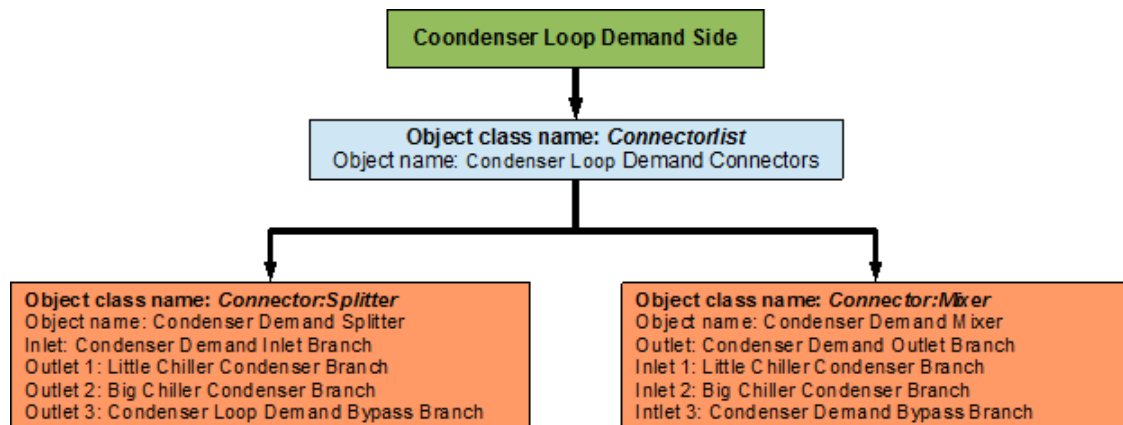 Coondenser Loop Demand Side
Object class name: Connectorlist
Object name: Condenser Loop Demand Connectors
Object class name: Connector:Splitter
Object name: Condenser Demand Splitter
Inlet: Condenser Demand Inlet Branch
Outlet 1: Little Chiller Condenser Branch
Outlet 2: Big Chiller Condenser Branch
Outlet 3: Condenser Loop Demand Bypass Branch
Object class name: Connector:Mixer
Object name: Condenser Demand Mixer
Outlet: Condenser Demand Outlet Branch
Inlet 1: Little Chiller Condenser Branch
Inlet 2: Big Chiller Condenser Branch
Intlet 3: Condenser Demand Bypass Branch